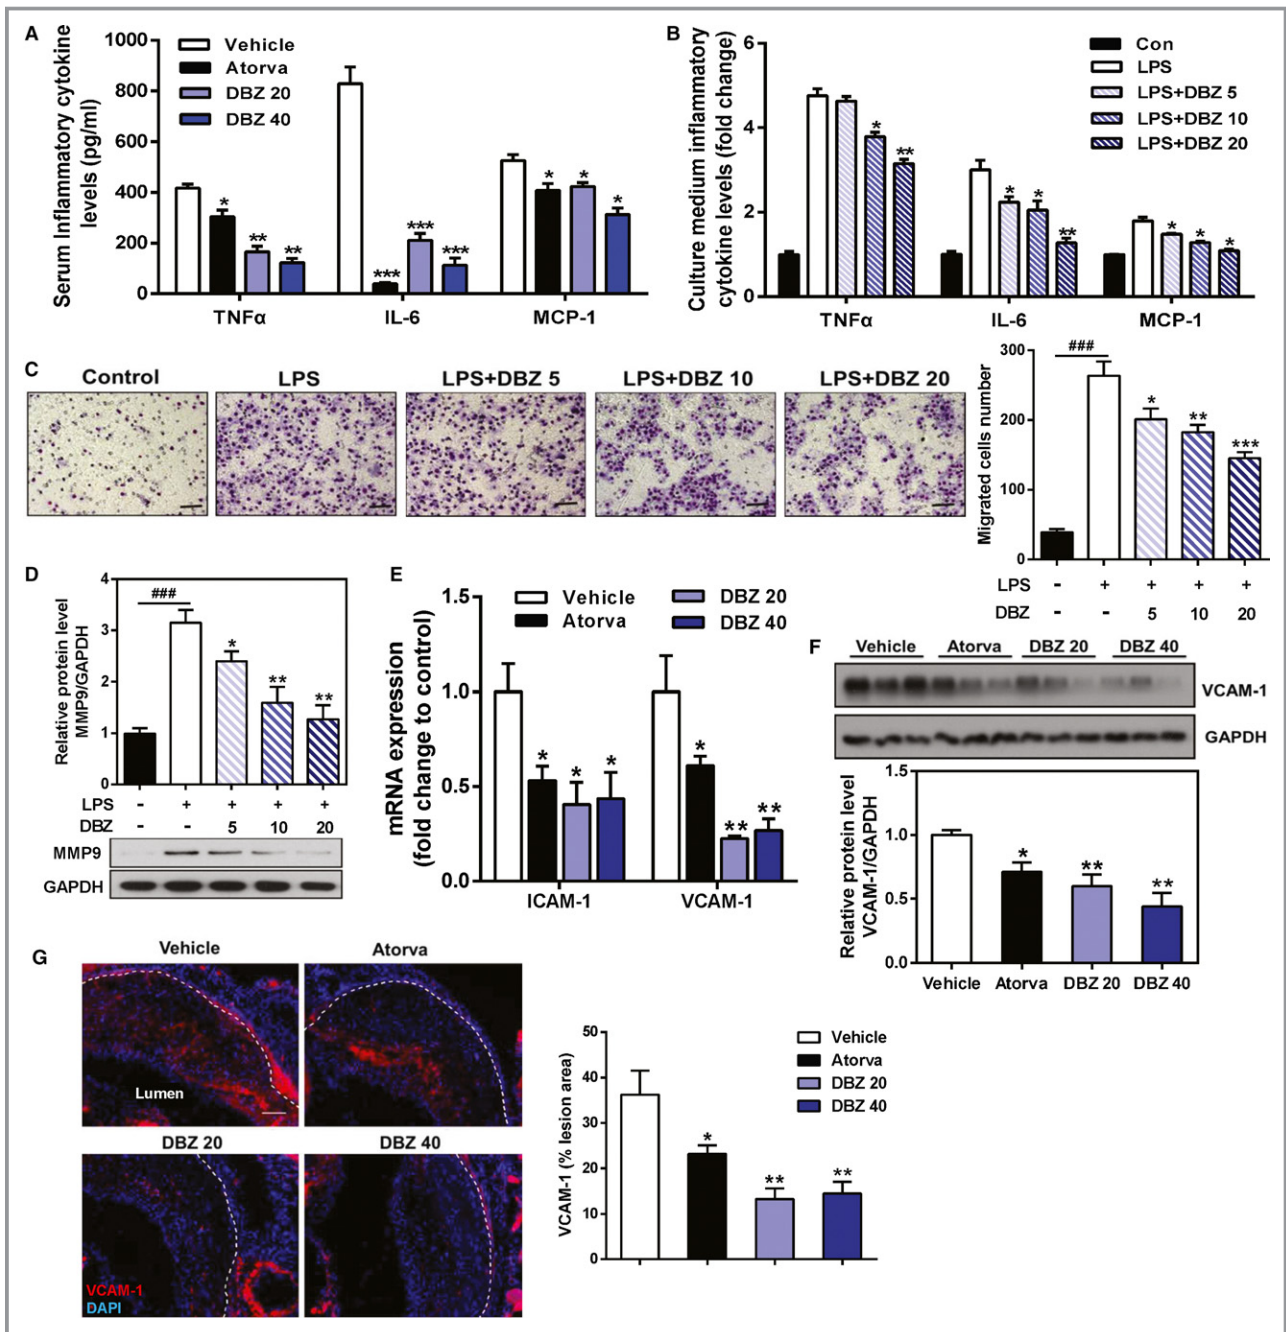 A
Serum Inflammatory cytokine
levels (pg/ml)
1000
800
600
400
200
0
Vehicle
Atorva
DBZ 20
DBZ 40
*
**
**
***
***
***
*
*
*
TNFα
IL-6
MCP-1
B
Culture medium inflammatory
cytokine levels (fold change)
6
4
2
0
Con
LPS
LPS+DBZ 5
LPS+DBZ 10
LPS+DBZ 20
*
**
*
*
**
*
*
*
TNFα
IL-6
MCP-1
C
Control
LPS
LPS+DBZ 5
LPS+DBZ 10
LPS+DBZ 20
Migrated cells number
300
200
100
0
###
*
**
***
LPS - + + + +
DBZ - - 5 10 20
D
Relative protein level
MMP9/GAPDH
4
3
2
1
0
###
*
**
**
LPS - + + + +
DBZ - - 5 10 20
MMP9
GAPDH
E
mRNA expression
(fold change to control)
1.5
1.0
0.5
0.0
Vehicle
Atorva
DBZ 20
DBZ 40
*
*
*
*
**
**
ICAM-1
VCAM-1
F
Vehicle Atorva DBZ 20 DBZ 40
VCAM-1
GAPDH
Relative protein level
VCAM-1/GAPDH
1.5
1.0
0.5
0.0
*
**
**
Vehicle Atorva DBZ 20 DBZ 40
G
Vehicle
Atorva
Lumen
DBZ 20
DBZ 40
VCAM-1
DAPI
VCAM-1 (% lesion area)
50
40
30
20
10
0
Vehicle
Atorva
DBZ 20
DBZ 40
*
**
**